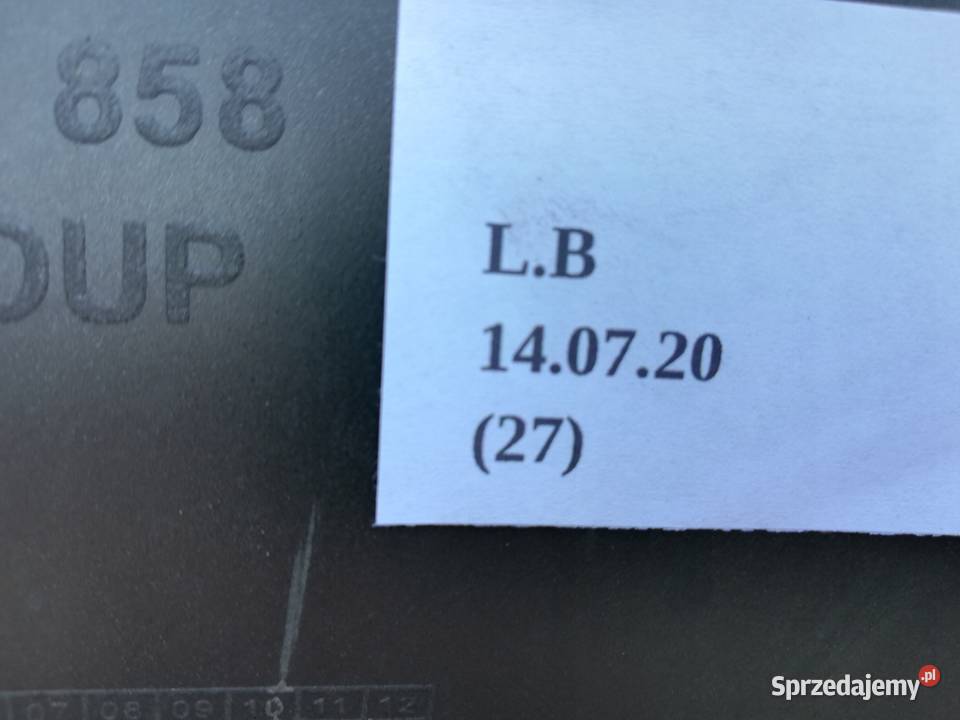 858
OUP
L.B
14.07.20
(27)
07 08 09 10 11 12
Sprzedajemy.pl